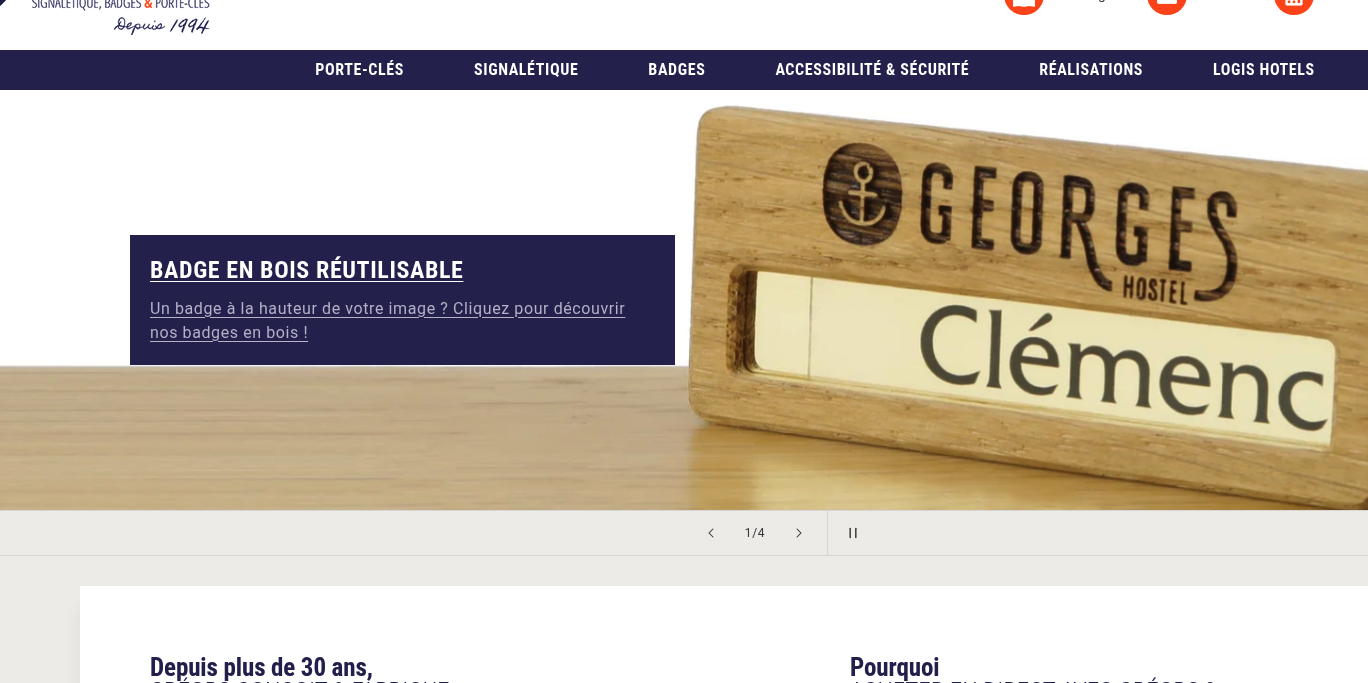 SIGNALÉTIQUE, BADGES & PORTE-CLÉS
Depuis 1994
PORTE-CLÉS
SIGNALÉTIQUE
BADGES
ACCESSIBILITÉ & SÉCURITÉ
RÉALISATIONS
LOGIS HOTELS
GEORGES
HOSTEL
Clémenc
BADGE EN BOIS RÉUTILISABLE
Un badge à la hauteur de votre image ? Cliquez pour découvrir
nos badges en bois !
1/4
Depuis plus de 30 ans,
Pourquoi